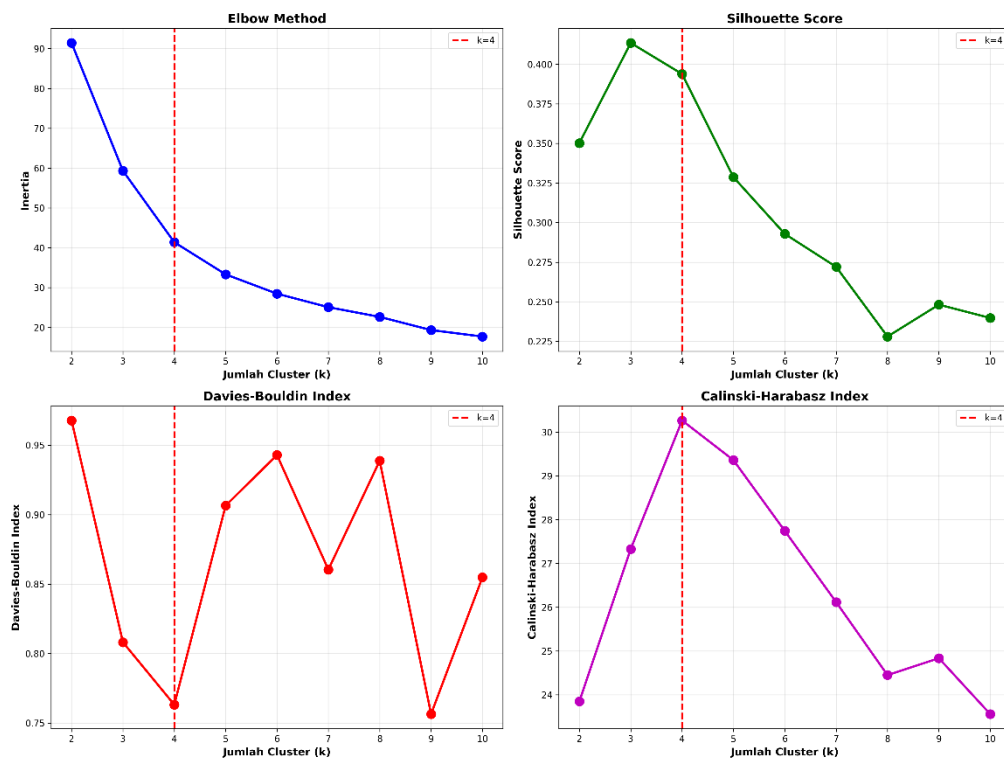 Elbow Method
k=4
Inertia
90
80
70
60
50
40
30
20
2 3 4 5 6 7 8 9 10
Jumlah Cluster (k)
Silhouette Score
k=4
Silhouette Score
0.400
0.375
0.350
0.325
0.300
0.275
0.250
0.225
2 3 4 5 6 7 8 9 10
Jumlah Cluster (k)
Davies-Bouldin Index
k=4
Davies-Bouldin Index
0.95
0.90
0.85
0.80
0.75
2 3 4 5 6 7 8 9 10
Jumlah Cluster (k)
Calinski-Harabasz Index
k=4
Calinski-Harabasz Index
30
29
28
27
26
25
24
2 3 4 5 6 7 8 9 10
Jumlah Cluster (k)